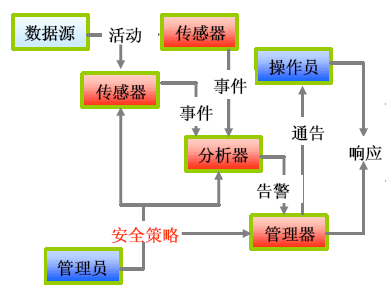 数据源
活动
传感器
传感器
事件
操作员
事件
通告
响应
分析器
告警
安全策略
管理器
管理员